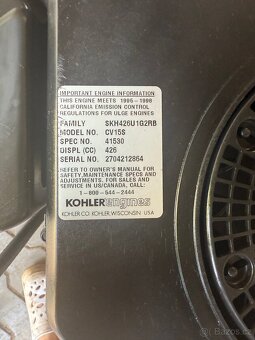 IMPORTANT ENGINE INFORMATION
THIS ENGINE MEETS 1995-1998
CALIFORNIA EMISSION CONTROL
REGULATIONS FOR ULGE ENGINES
FAMILY SKH426U1G2RB
MODEL NO. CV15S
SPEC NO. 41530
DISPL (CC) 426
SERIAL NO. 2704212864
REFER TO OWNER'S MANUAL FOR
SAFETY,MAINTENANCE SPECS AND
ADJUSTMENTS. FOR SALES AND
SERVICE IN US/CANADA, CALL:
1-800-544-2444
KOHLERengines
KOHLER CO. KOHLER, WISCONSIN USA
Bazoš.cz